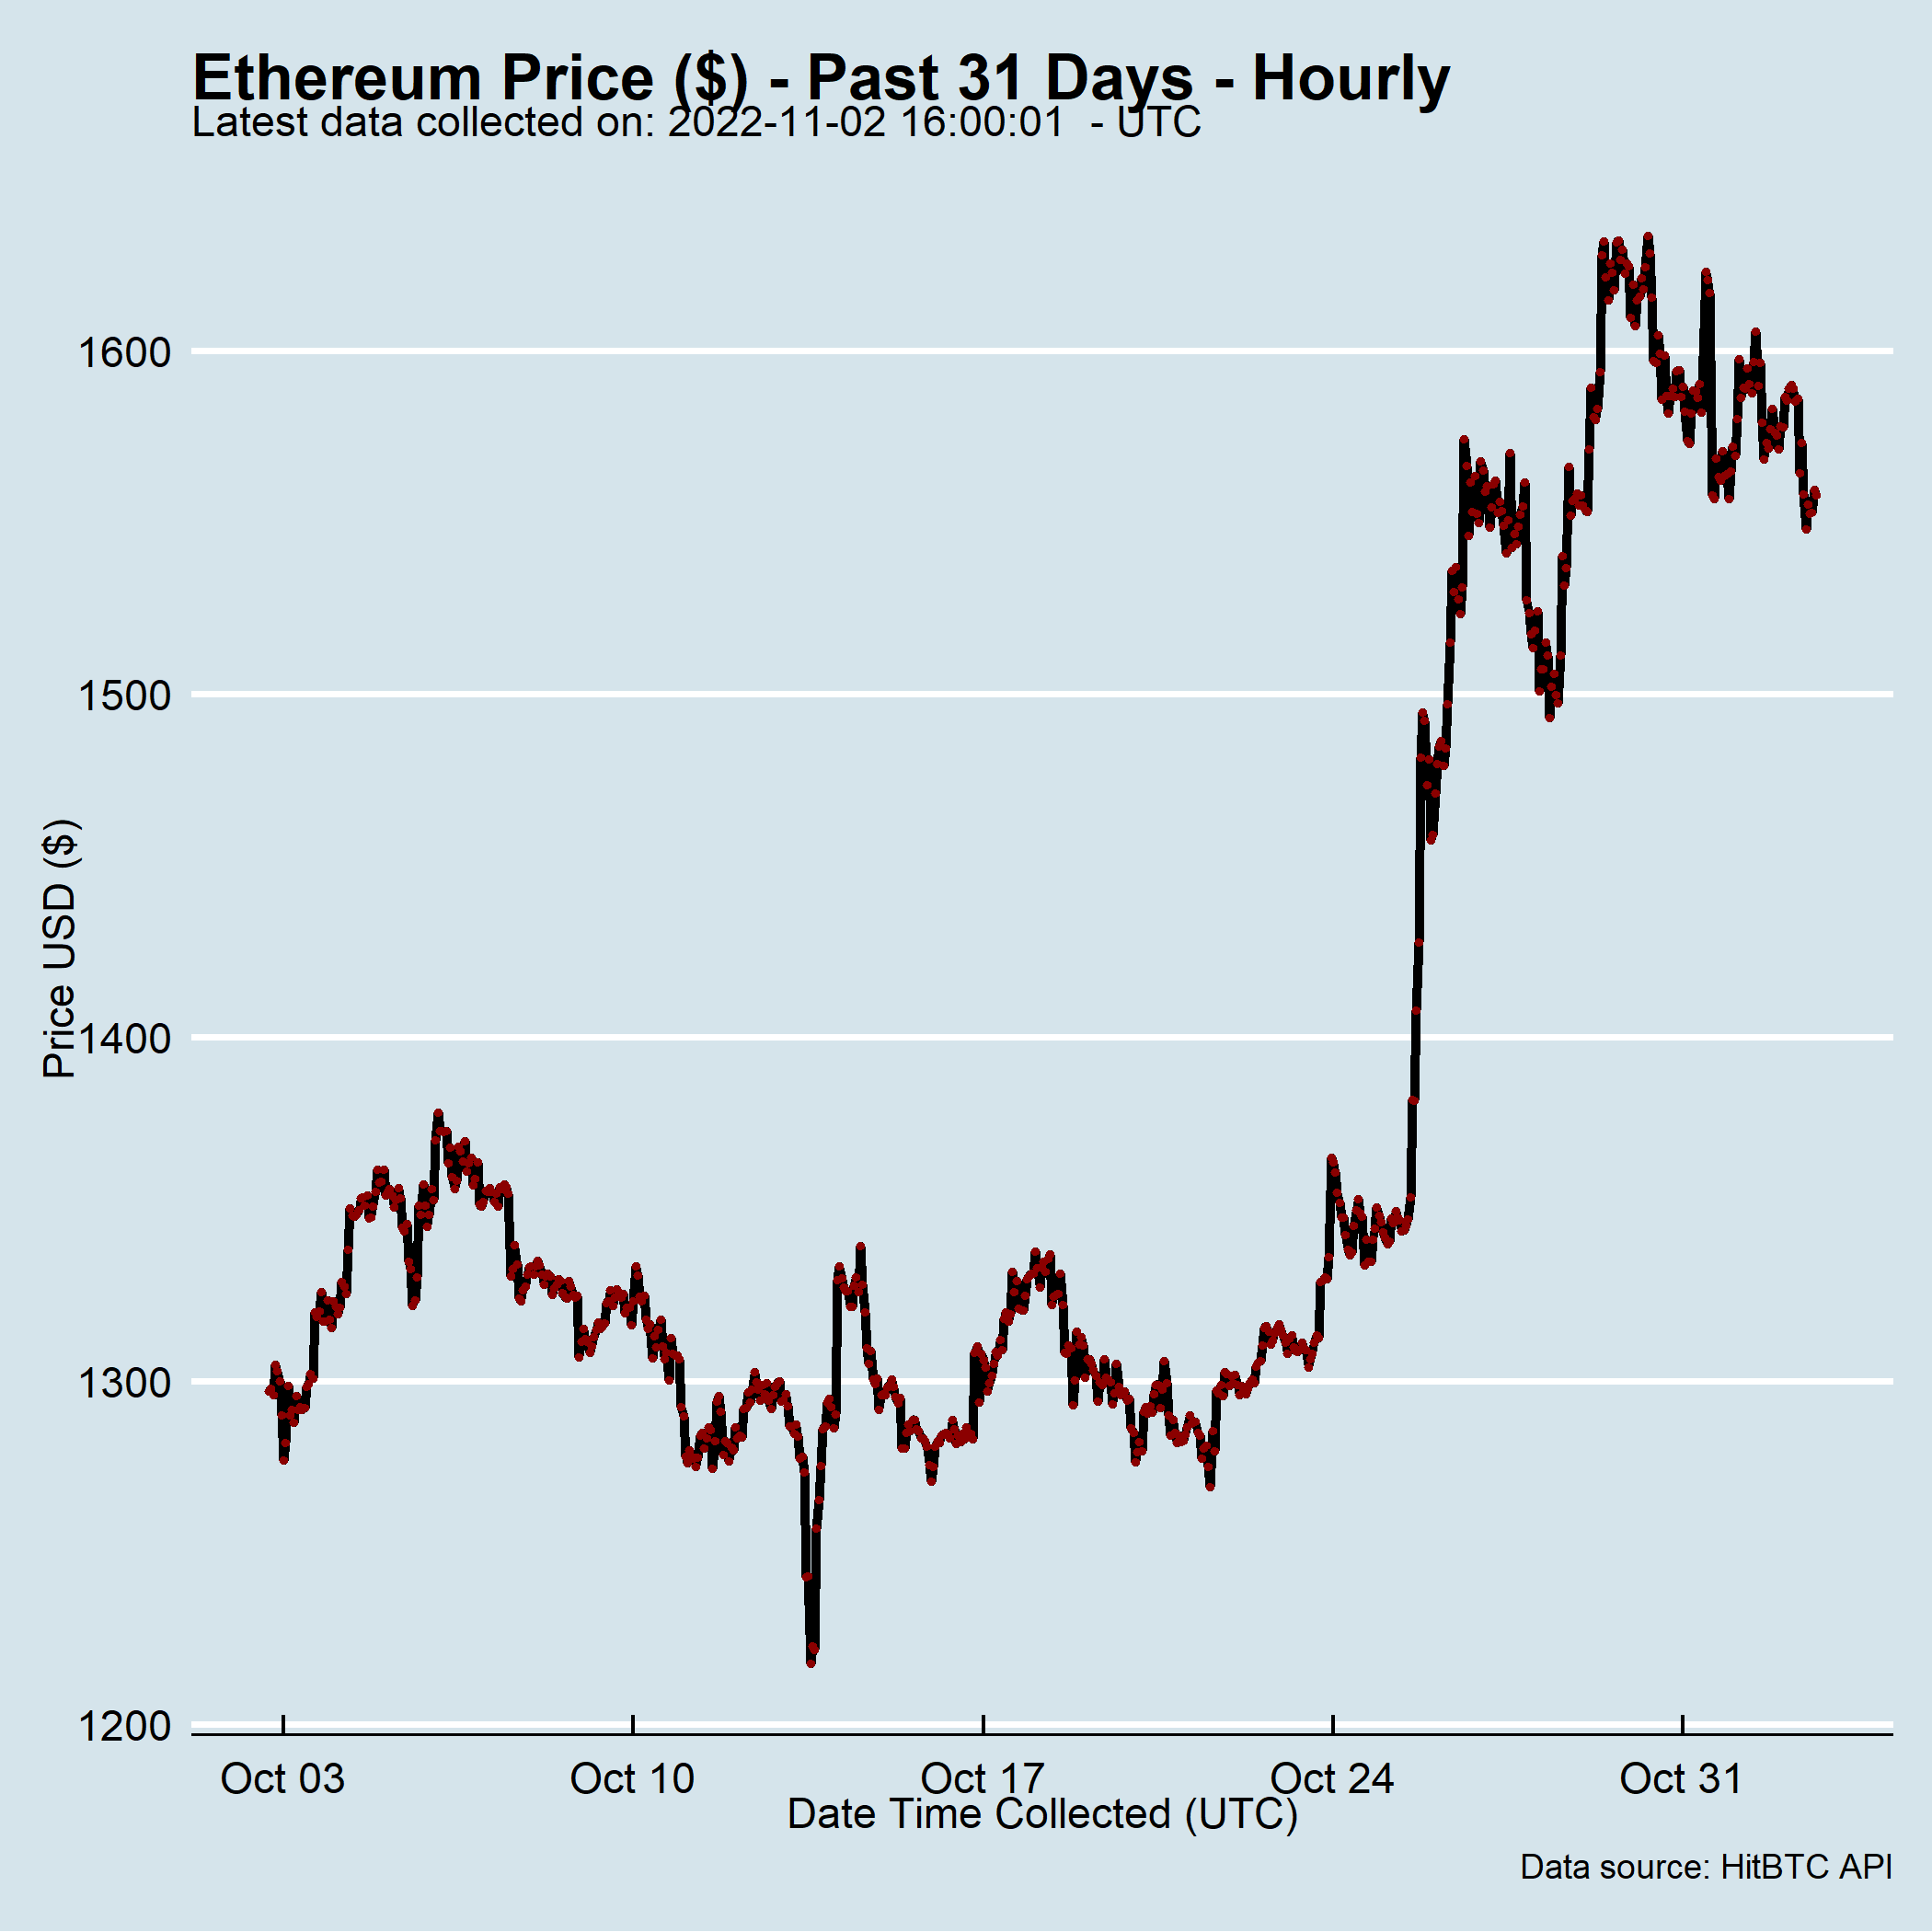 Ethereum Price ($) - Past 31 Days - Hourly
Latest data collected on: 2022-11-02 16:00:01  - UTC
Price USD ($)
1600
1500
1400
1300
1200
Oct 03
Oct 10
Oct 17
Oct 24
Oct 31
Date Time Collected (UTC)
Data source: HitBTC API